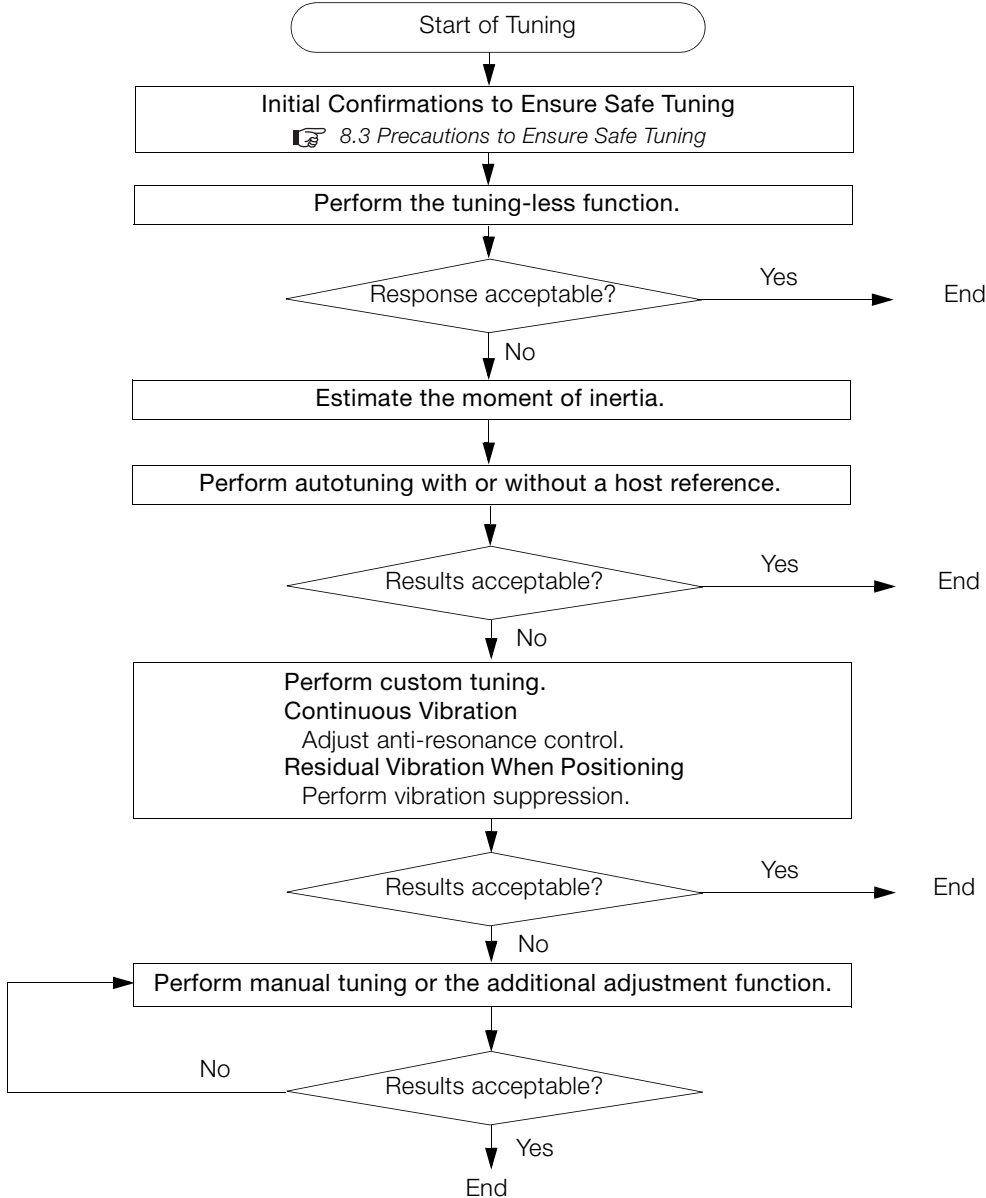 Start of Tuning
Initial Confirmations to Ensure Safe Tuning
8.3 Precautions to Ensure Safe Tuning
Perform the tuning-less function.
Response acceptable?
Yes
End
No
Estimate the moment of inertia.
Perform autotuning with or without a host reference.
Results acceptable?
Yes
End
No
Perform custom tuning.
Continuous Vibration
Adjust anti-resonance control.
Residual Vibration When Positioning
Perform vibration suppression.
Results acceptable?
Yes
End
No
Perform manual tuning or the additional adjustment function.
No
Results acceptable?
Yes
End